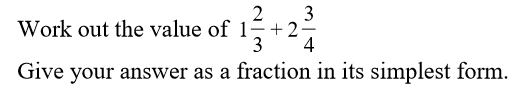 Work out the value of 1 2/3 + 2 3/4
Give your answer as a fraction in its simplest form.